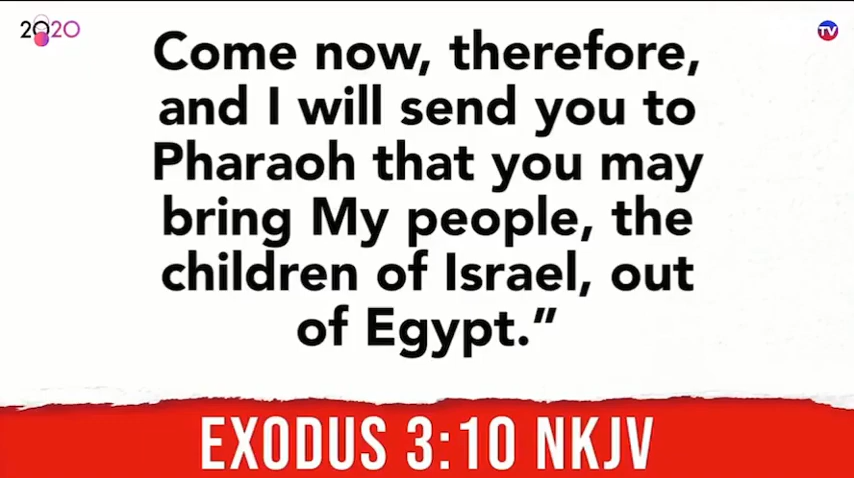 2020
TV
Come now, therefore,
and I will send you to
Pharaoh that you may
bring My people, the
children of Israel, out
of Egypt.”
EXODUS 3:10 NKJV